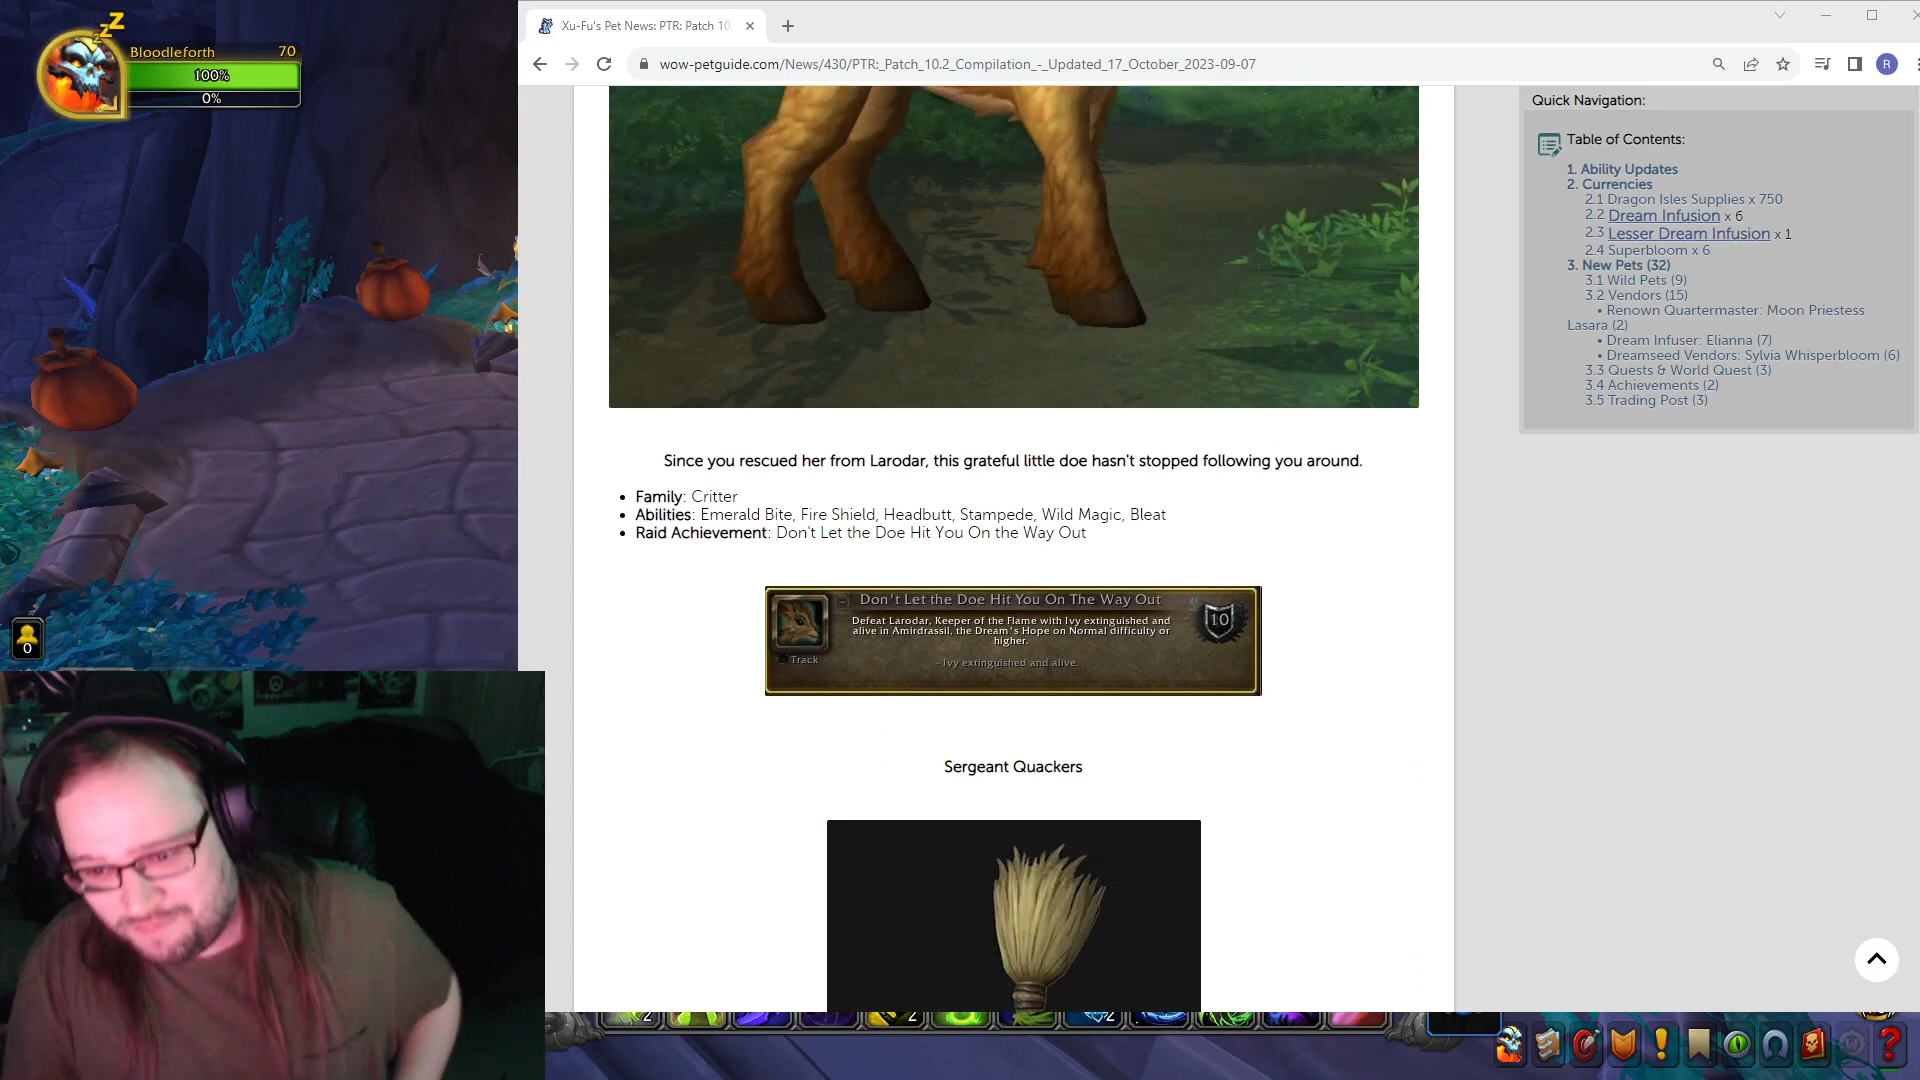 Bloodleforth 70
100%
0%
0
Xu-Fu's Pet News: PTR: Patch 10
wow-petguide.com/News/430/PTR:_Patch_10.2_Compilation_-_Updated_17_October_2023-09-07
R
Since you rescued her from Larodar, this grateful little doe hasn't stopped following you around.
• Family: Critter
• Abilities: Emerald Bite, Fire Shield, Headbutt, Stampede, Wild Magic, Bleat
• Raid Achievement: Don't Let the Doe Hit You On the Way Out
Don't Let the Doe Hit You On The Way Out
Defeat Larodar, Keeper of the Flame with Ivy extinguished and
alive in Amirdrassil, the Dream's Hope on Normal difficulty or
higher.
10
Track
- Ivy extinguished and alive.
Sergeant Quackers
Quick Navigation:
Table of Contents:
1. Ability Updates
2. Currencies
2.1 Dragon Isles Supplies x 750
2.2 Dream Infusion x 6
2.3 Lesser Dream Infusion x 1
2.4 Superbloom x 6
3. New Pets (32)
3.1 Wild Pets (9)
3.2 Vendors (15)
• Renown Quartermaster: Moon Priestess
Lasara (2)
• Dream Infuser: Elianna (7)
• Dreamseed Vendors: Sylvia Whisperbloom (6)
3.3 Quests & World Quest (3)
3.4 Achievements (2)
3.5 Trading Post (3)
2
2
2